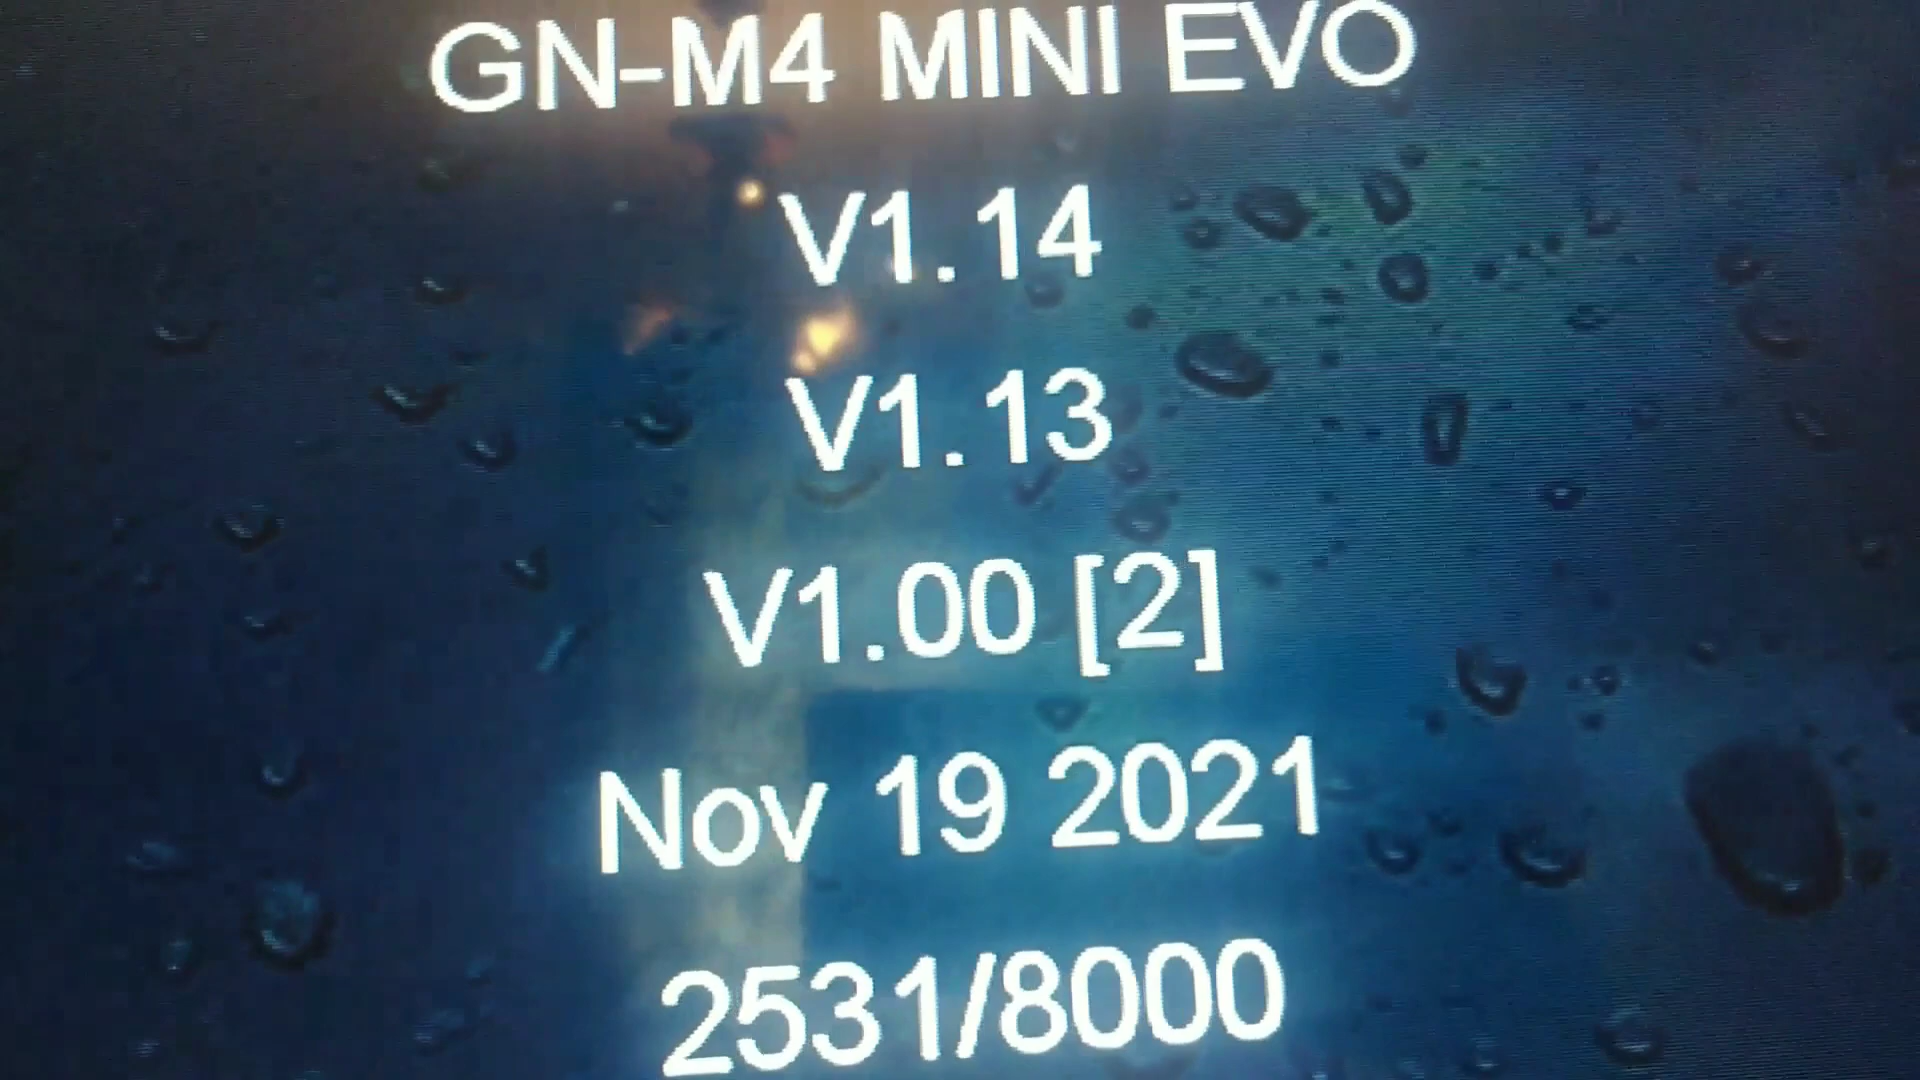 GN-M4 MINI EVO
V1.14
V1.13
V1.00 [2]
Nov 19 2021
2531/8000